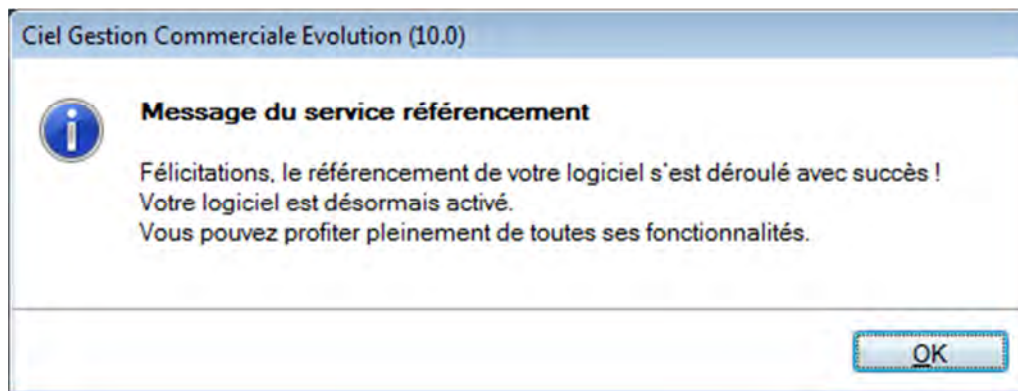 Ciel Gestion Commerciale Evolution (10.0)
Message du service référencement
Félicitations, le référencement de votre logiciel s'est déroulé avec succès !
Votre logiciel est désormais activé.
Vous pouvez profiter pleinement de toutes ses fonctionnalités.
OK